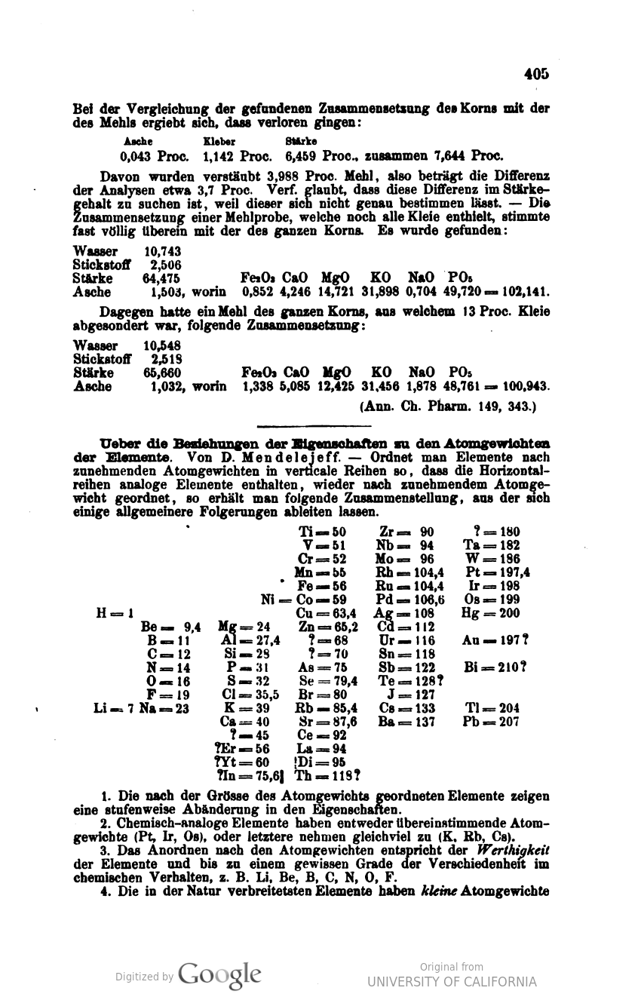 405
Bei der Vergleichung der gefundenen Zusammensetzung des Korns mit der
des Mehls ergiebt sich, dass verloren gingen:
Asche Kleber Stärke
0,043 Proc. 1,142 Proc. 6,459 Proc., zusammen 7,644 Proc.
Davon wurden verstäubt 3,988 Proc. Mehl, also beträgt die Differenz
der Analysen etwa 3,7 Proc. Verf. glaubt, dass diese Differenz im Stärke-
gehalt zu suchen ist, weil dieser sich nicht genau bestimmen lässt. — Die
Zusammensetzung einer Mehlprobe, welche noch alle Kleie enthielt, stimmte
fast völlig überein mit der des ganzen Korns. Es wurde gefunden:
Wasser 10,743
Stickstoff 2,506
Stärke 64,475 Fe₂O₃ CaO MgO KO NaO PO₅
Asche 1,503, worin 0,852 4,246 14,721 31,898 0,704 49,720 = 102,141.
Dagegen hatte ein Mehl des ganzen Korns, aus welchem 13 Proc. Kleie
abgesondert war, folgende Zusammensetzung:
Wasser 10,548
Stickstoff 2,518
Stärke 65,660 Fe₂O₃ CaO MgO KO NaO PO₅
Asche 1,032, worin 1,338 5,085 12,425 31,456 1,878 48,761 = 100,943.
(Ann. Ch. Pharm. 149, 343.)
Ueber die Beziehungen der Eigenschaften zu den Atomgewichten
der Elemente. Von D. Mendelejeff. — Ordnet man Elemente nach
zunehmenden Atomgewichten in verticale Reihen so, dass die Horizontal-
reihen analoge Elemente enthalten, wieder nach zunehmendem Atomge-
wicht geordnet, so erhält man folgende Zusammenstellung, aus der sich
einige allgemeinere Folgerungen ableiten lassen.
Ti = 50 Zr = 90 ? = 180
V = 51 Nb = 94 Ta = 182
Cr = 52 Mo = 96 W = 186
Mn = 55 Rh = 104,4 Pt = 197,4
Fe = 56 Ru = 104,4 Ir = 198
Ni = Co = 59 Pd = 106,6 Os = 199
H = 1 Cu = 63,4 Ag = 108 Hg = 200
Be = 9,4 Mg = 24 Zn = 65,2 Cd = 112
B = 11 Al = 27,4 ? = 68 Ur = 116 Au = 197?
C = 12 Si = 28 ? = 70 Sn = 118
N = 14 P = 31 As = 75 Sb = 122 Bi = 210?
O = 16 S = 32 Se = 79,4 Te = 128?
F = 19 Cl = 35,5 Br = 80 J = 127
Li = 7 Na = 23 K = 39 Rb = 85,4 Cs = 133 Tl = 204
Ca = 40 Sr = 87,6 Ba = 137 Pb = 207
? = 45 Ce = 92
?Er = 56 La = 94
?Yt = 60 Di = 95
?In = 75,6 Th = 118?
1. Die nach der Grösse des Atomgewichts geordneten Elemente zeigen
eine stufenweise Abänderung in den Eigenschaften.
2. Chemisch-analoge Elemente haben entweder übereinstimmende Atom-
gewichte (Pt, Ir, Os), oder letztere nehmen gleichviel zu (K, Rb, Cs).
3. Das Anordnen nach den Atomgewichten entspricht der Werthigkeit
der Elemente und bis zu einem gewissen Grade der Verschiedenheit im
chemischen Verhalten, z. B. Li, Be, B, C, N, O, F.
4. Die in der Natur verbreitetsten Elemente haben kleine Atomgewichte
Digitized by Google
Original from
UNIVERSITY OF CALIFORNIA